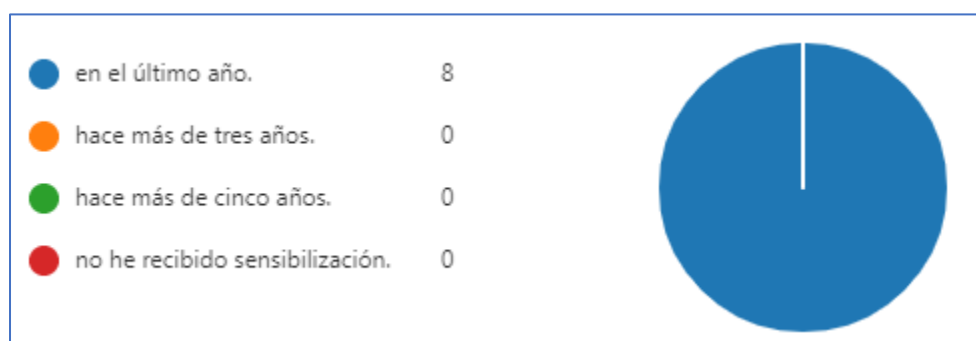 en el último año. 8
hace más de tres años. 0
hace más de cinco años. 0
no he recibido sensibilización. 0